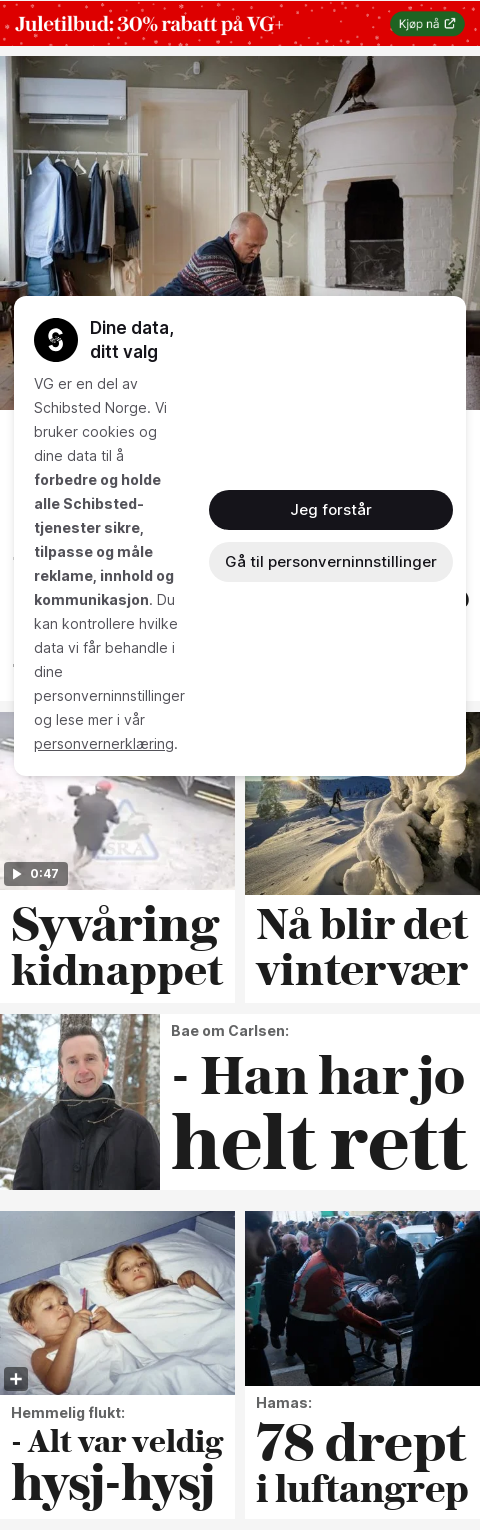 Juletilbud: 30% rabatt på VG+
Kjøp nå
Dine data,
ditt valg
VG er en del av
Schibsted Norge. Vi
bruker cookies og
dine data til å
forbedre og holde
alle Schibsted-
tjenester sikre,
tilpasse og måle
reklame, innhold og
kommunikasjon. Du
kan kontrollere hvilke
data vi får behandle i
dine
personverninnstillinger
og lese mer i vår
personvernerklæring.
Jeg forstår
Gå til personverninnstillinger
SRA
0:47
Syvåring
kidnappet
Nå blir det
vintervær
Bae om Carlsen:
- Han har jo
helt rett
Hemmelig flukt:
- Alt var veldig
hysj-hysj
Hamas:
78 drept
i luftangrep